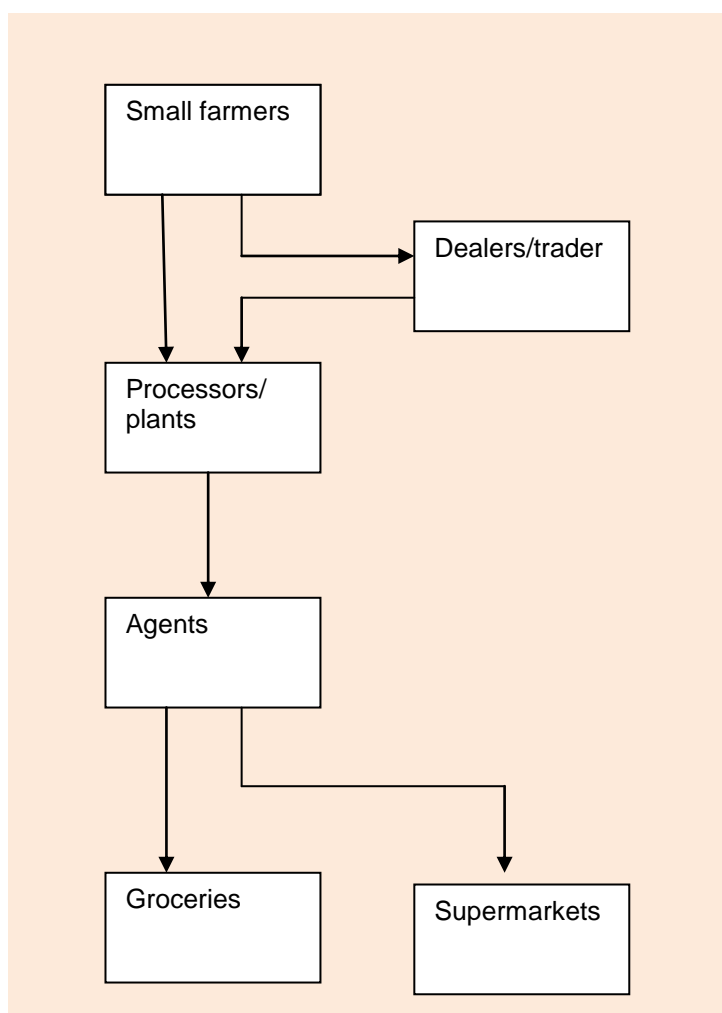 Small farmers
Dealers/trader
Processors/
plants
Agents
Groceries
Supermarkets